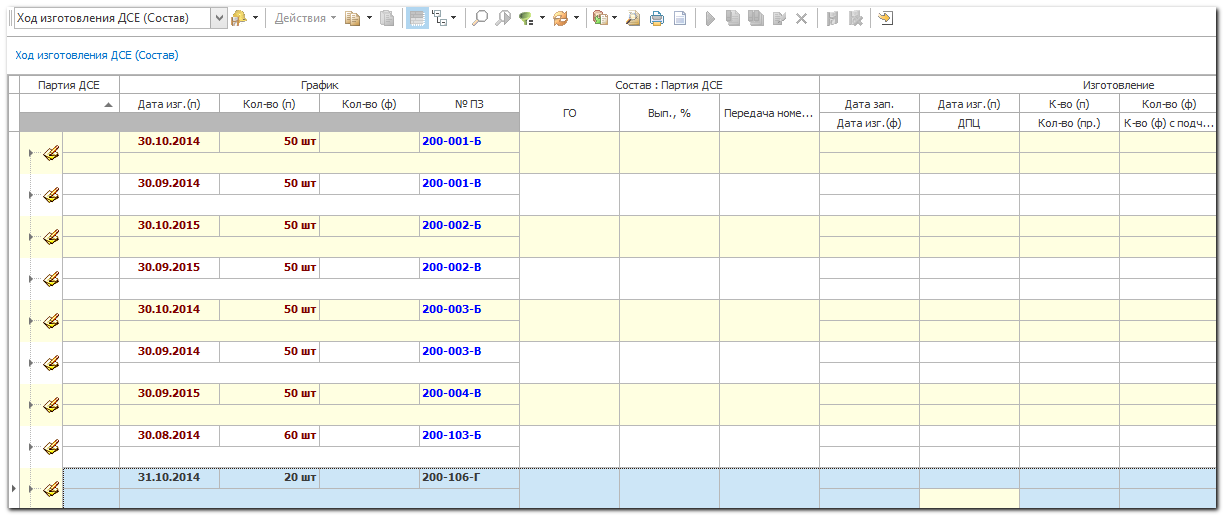 Ход изготовления ДСЕ (Состав) Действия
Ход изготовления ДСЕ (Состав)
Партия ДСЕ График Состав : Партия ДСЕ Изготовление
Дата изг.(п) Кол-во (п) Кол-во (ф) № ПЗ ГО Вып., % Передача номе... Дата зап. Дата изг.(п) К-во (п) Кол-во (ф)
Дата изг.(ф) ДПЦ Кол-во (пр.) К-во (ф) с подч...
30.10.2014 50 шт 200-001-Б
30.09.2014 50 шт 200-001-В
30.10.2015 50 шт 200-002-Б
30.09.2015 50 шт 200-002-В
30.10.2014 50 шт 200-003-Б
30.09.2014 50 шт 200-003-В
30.09.2015 50 шт 200-004-В
30.08.2014 60 шт 200-103-Б
31.10.2014 20 шт 200-106-Г